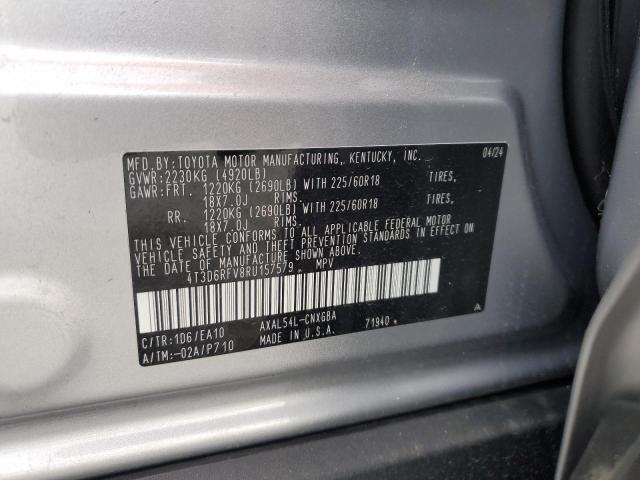 MFD.BY:TOYOTA MOTOR MANUFACTURING, KENTUCKY, INC. 04/24
GVWR:2230KG (4920LB)
GAWR:FRT. 1220KG (2690LB) WITH 225/60R18 TIRES,
18X7.0J RIMS.
RR. 1220KG (2690LB) WITH 225/60R18 TIRES,
18X7.0J RIMS.
THIS VEHICLE CONFORMS TO ALL APPLICABLE FEDERAL MOTOR
VEHICLE SAFETY AND THEFT PREVENTION STANDARDS IN EFFECT
ON THE DATE OF MANUFACTURE SHOWN ABOVE.
4T3D6RFV8RU157579 MPV
C/TR:1D6/EA10 AXAL54L-CNXGBA A
A/TM:-02A/P710 MADE IN U.S.A. 71940